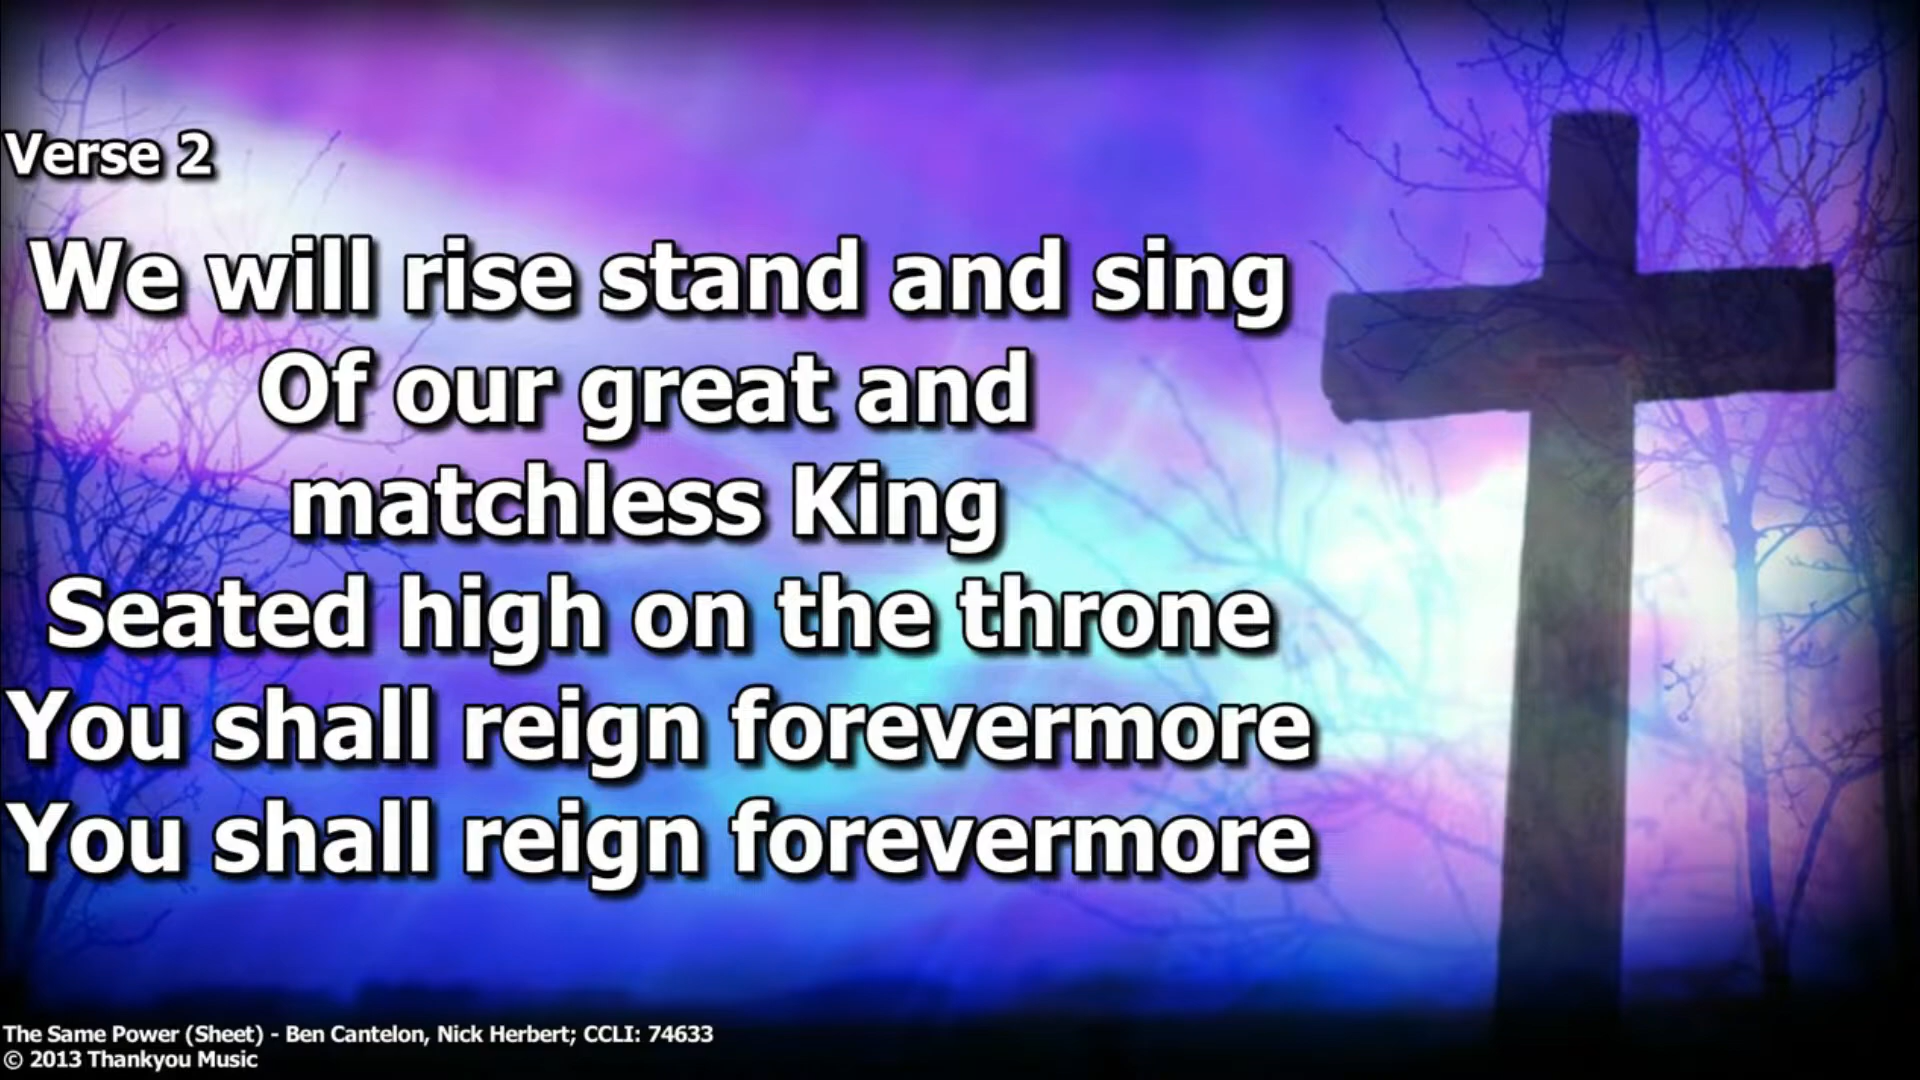 Verse 2
We will rise stand and sing
Of our great and
matchless King
Seated high on the throne
You shall reign forevermore
You shall reign forevermore
The Same Power (Sheet) - Ben Cantelon, Nick Herbert; CCLI: 74633
© 2013 Thankyou Music